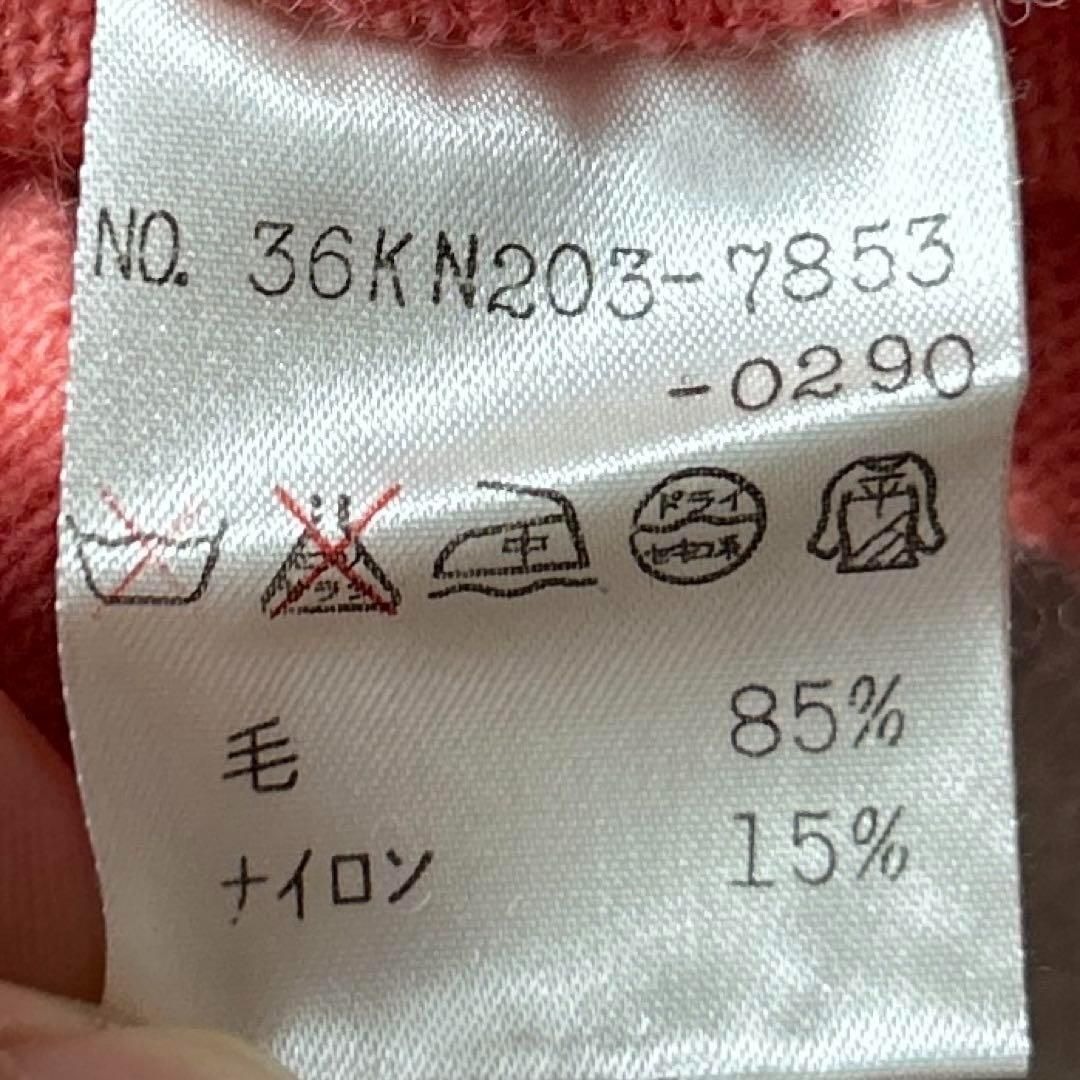 NO. 36KN203-7853
-0290
中 ドライ セキユ系 平
毛 85%
ナイロン 15%